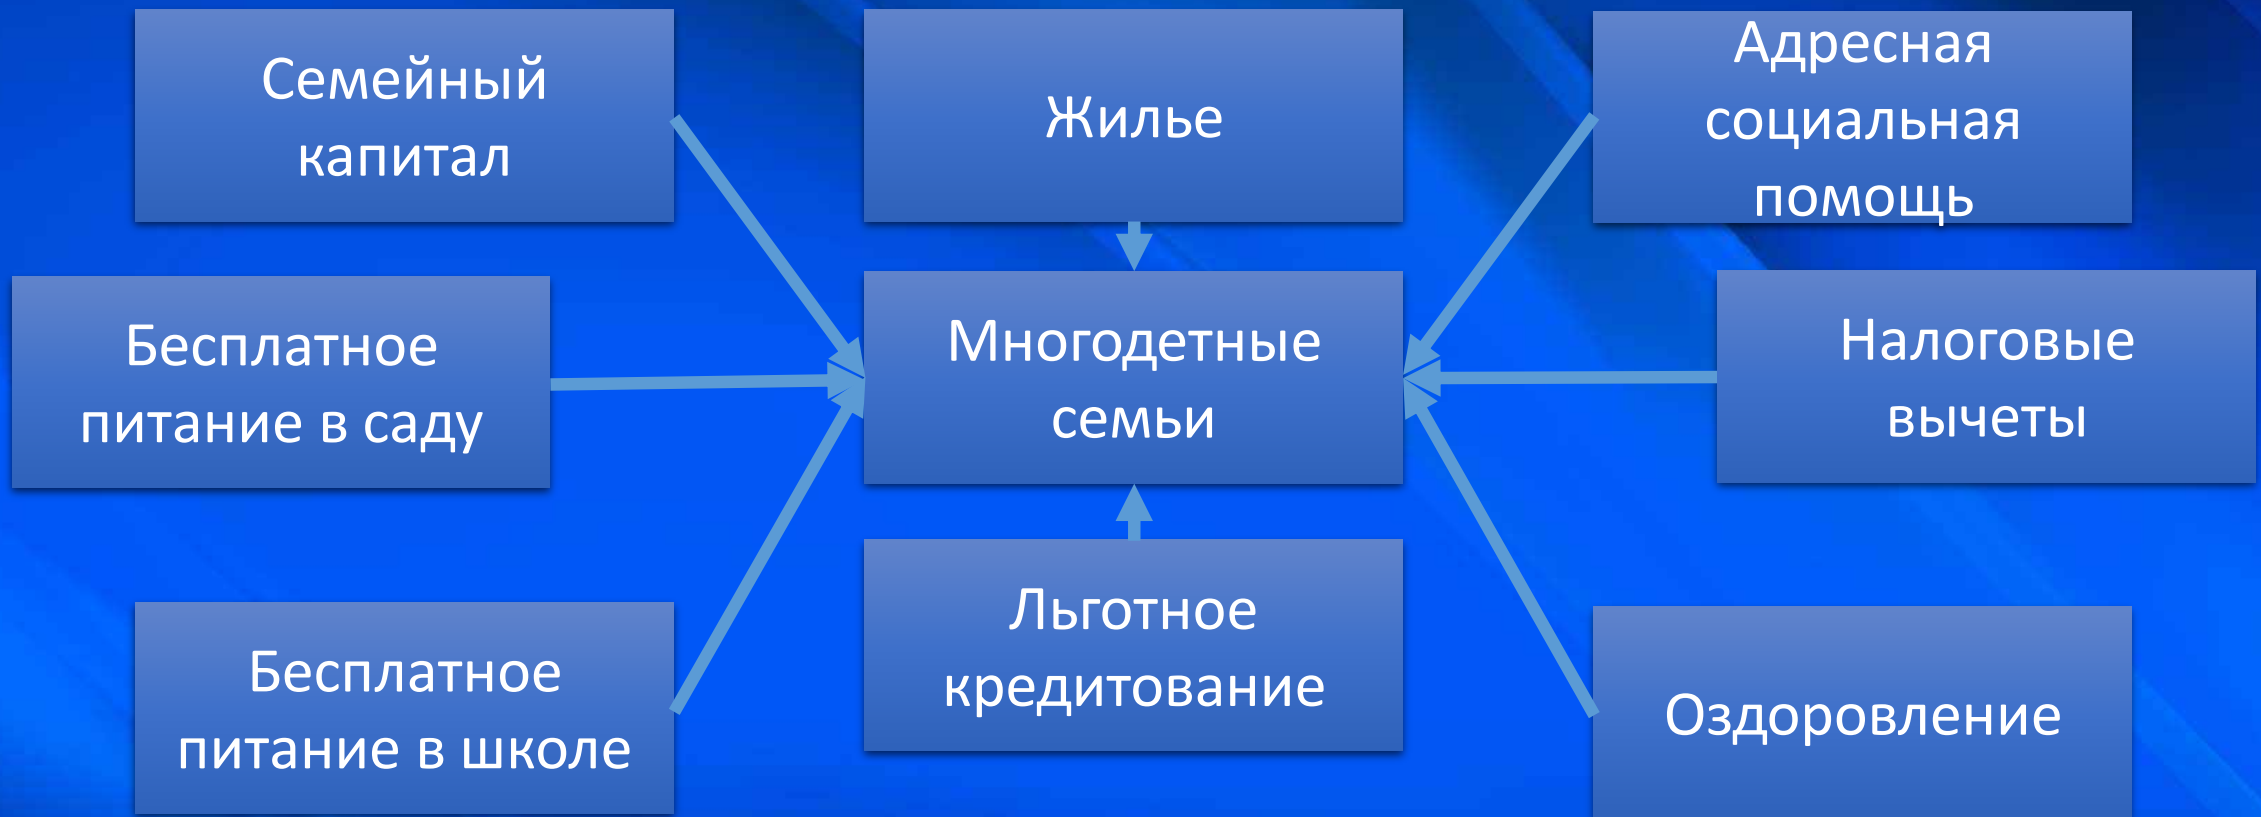 Семейный
капитал
Жилье
Адресная
социальная
помощь
Бесплатное
питание в саду
Многодетные
семьи
Налоговые
вычеты
Бесплатное
питание в школе
Льготное
кредитование
Оздоровление